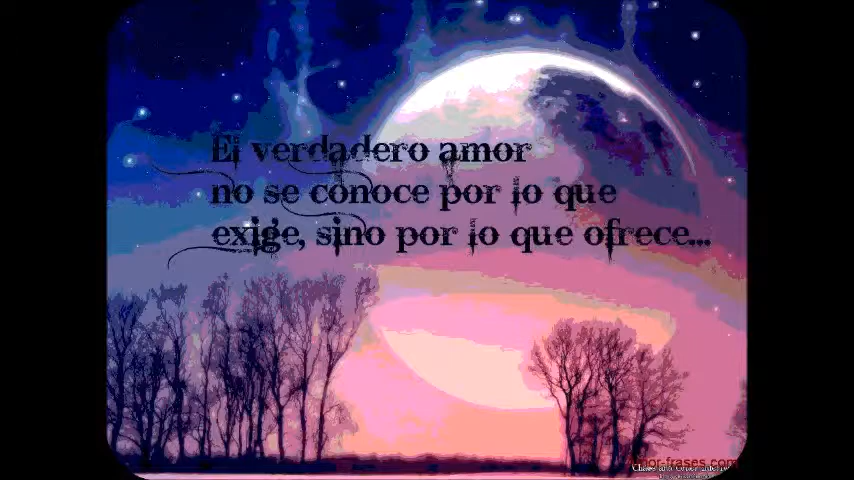 El verdadero amor
no se conoce por lo que
exige, sino por lo que ofrece...
Amor-frases.com